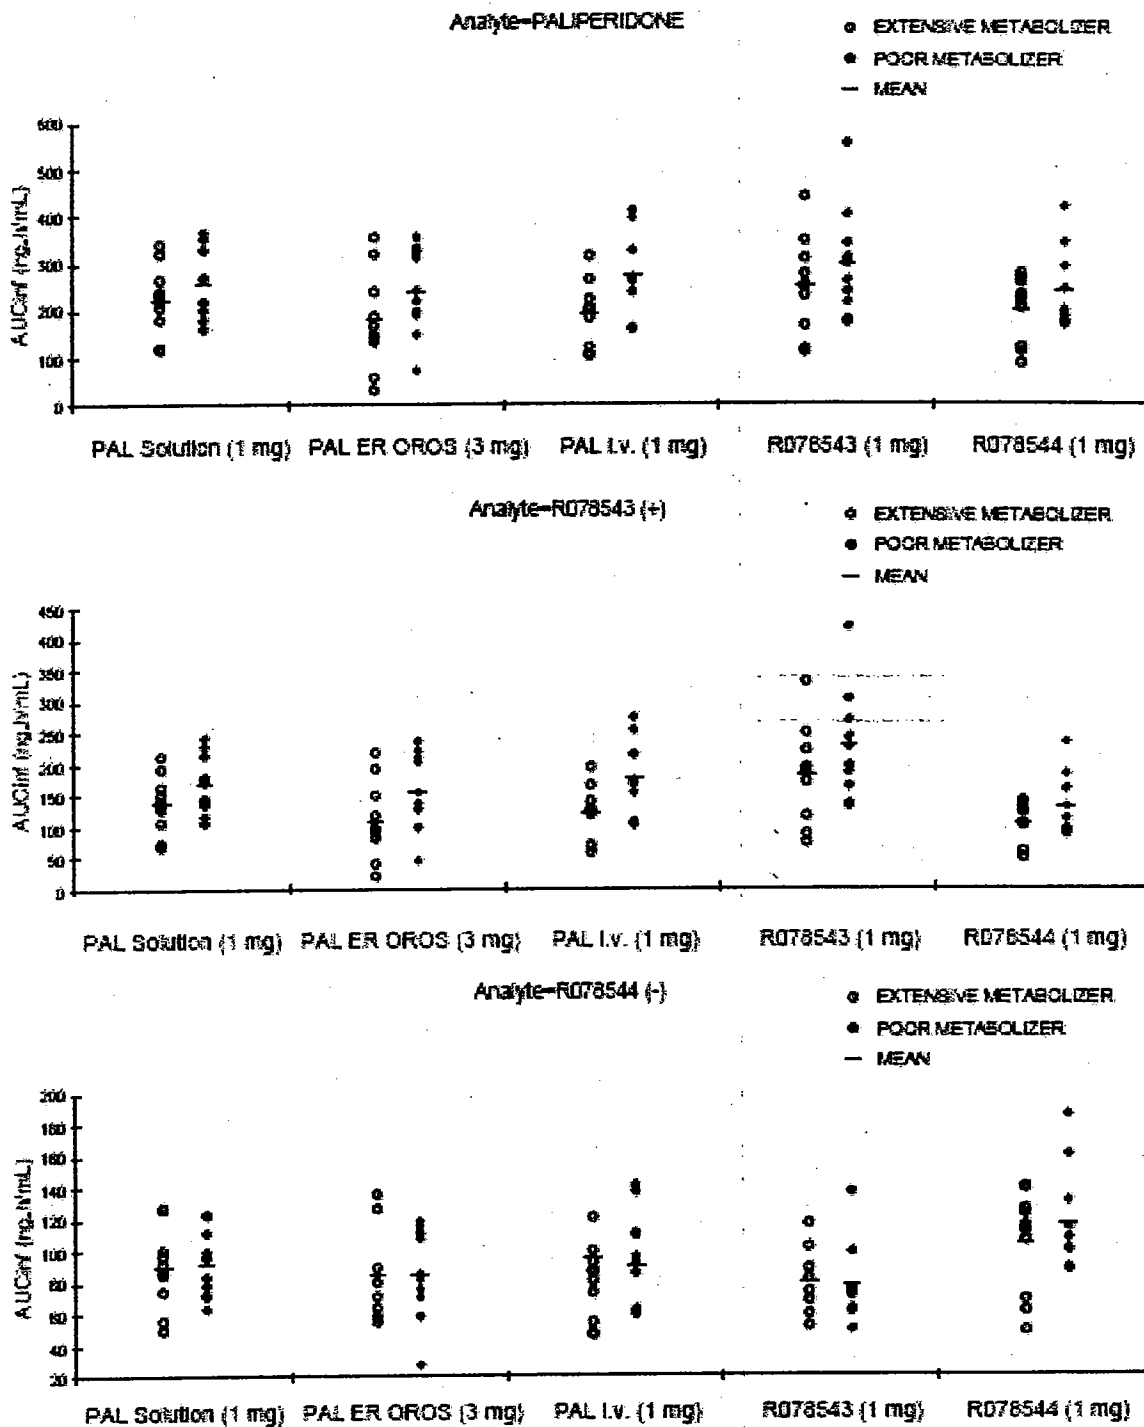 Analyte=PALIPERIDONE
EXTENSIVE METABOLIZER
POOR METABOLIZER
MEAN
AUCinf (ng.h/mL)
600
500
400
300
200
100
0
PAL Solution (1 mg) PAL ER OROS (3 mg) PAL I.v. (1 mg) R078543 (1 mg) R078544 (1 mg)
Analyte=R078543 (+)
EXTENSIVE METABOLIZER
POOR METABOLIZER
MEAN
AUCinf (ng.h/mL)
450
400
350
300
250
200
150
100
50
0
PAL Solution (1 mg) PAL ER OROS (3 mg) PAL I.v. (1 mg) R078543 (1 mg) R078544 (1 mg)
Analyte=R078544 (-)
EXTENSIVE METABOLIZER
POOR METABOLIZER
MEAN
AUCinf (ng.h/mL)
200
180
160
140
120
100
80
60
40
20
PAL Solution (1 mg) PAL ER OROS (3 mg) PAL I.v. (1 mg) R078543 (1 mg) R078544 (1 mg)